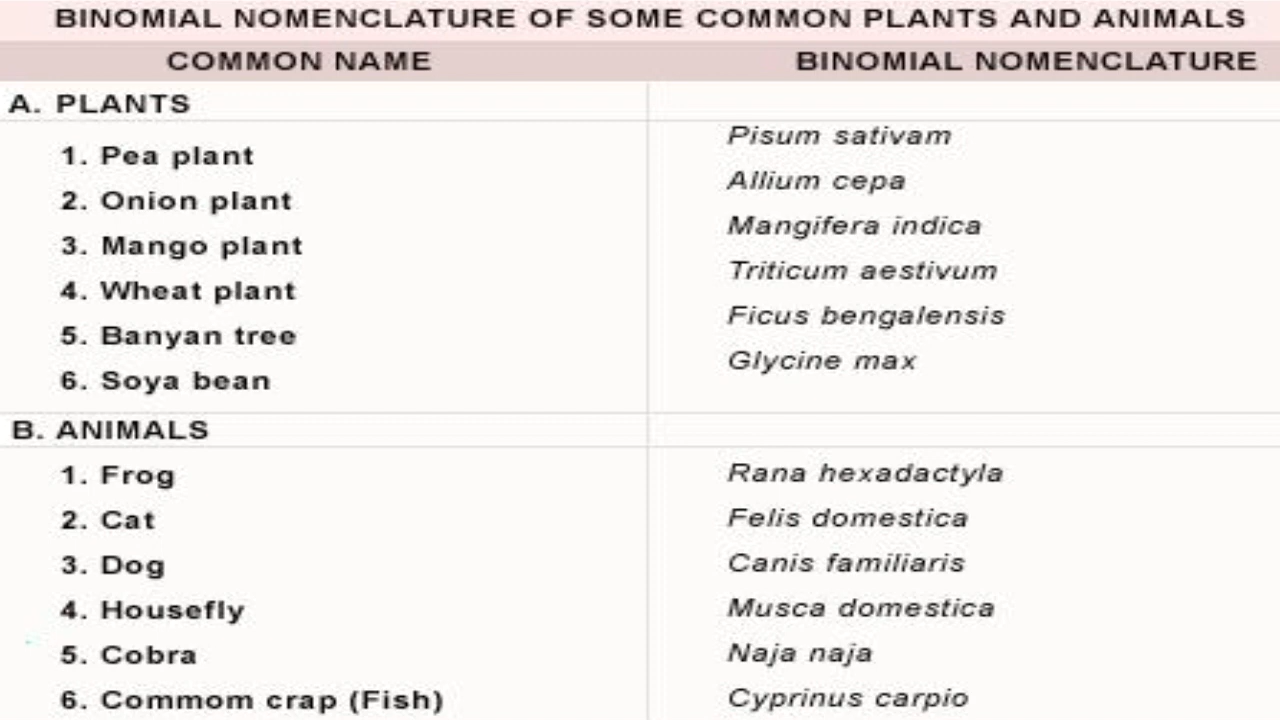 BINOMIAL NOMENCLATURE OF SOME COMMON PLANTS AND ANIMALS
COMMON NAME BINOMIAL NOMENCLATURE
A. PLANTS
1. Pea plant Pisum sativam
2. Onion plant Allium cepa
3. Mango plant Mangifera indica
4. Wheat plant Triticum aestivum
5. Banyan tree Ficus bengalensis
6. Soya bean Glycine max
B. ANIMALS
1. Frog Rana hexadactyla
2. Cat Felis domestica
3. Dog Canis familiaris
4. Housefly Musca domestica
5. Cobra Naja naja
6. Commom crap (Fish) Cyprinus carpio